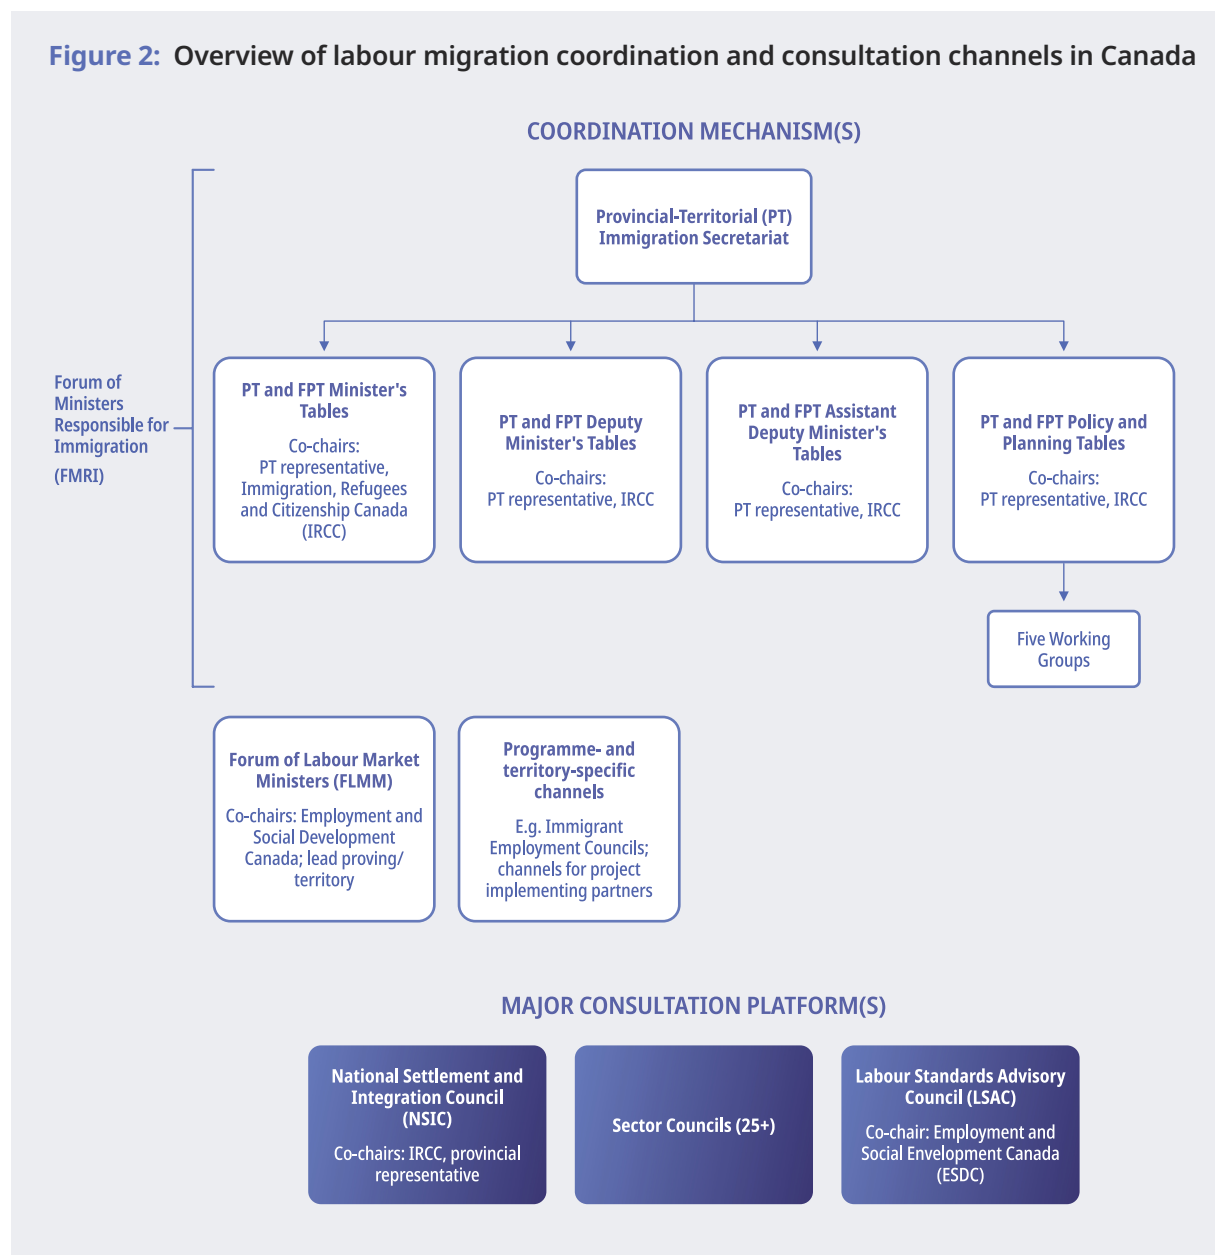 Figure 2: Overview of labour migration coordination and consultation channels in Canada
COORDINATION MECHANISM(S)
Provincial-Territorial (PT)
Immigration Secretariat
Forum of
Ministers
Responsible for
Immigration
(FMRI)
PT and FPT Minister's
Tables
Co-chairs:
PT representative,
Immigration, Refugees
and Citizenship Canada
(IRCC)
PT and FPT Deputy
Minister's Tables
Co-chairs:
PT representative, IRCC
PT and FPT Assistant
Deputy Minister's
Tables
Co-chairs:
PT representative, IRCC
PT and FPT Policy and
Planning Tables
Co-chairs:
PT representative, IRCC
Five Working
Groups
Forum of Labour Market
Ministers (FLMM)
Co-chairs: Employment and
Social Development
Canada; lead proving/
territory
Programme- and
territory-specific
channels
E.g. Immigrant
Employment Councils;
channels for project
implementing partners
MAJOR CONSULTATION PLATFORM(S)
National Settlement and
Integration Council
(NSIC)
Co-chairs: IRCC, provincial
representative
Sector Councils (25+)
Labour Standards Advisory
Council (LSAC)
Co-chair: Employment and
Social Envelopment Canada
(ESDC)